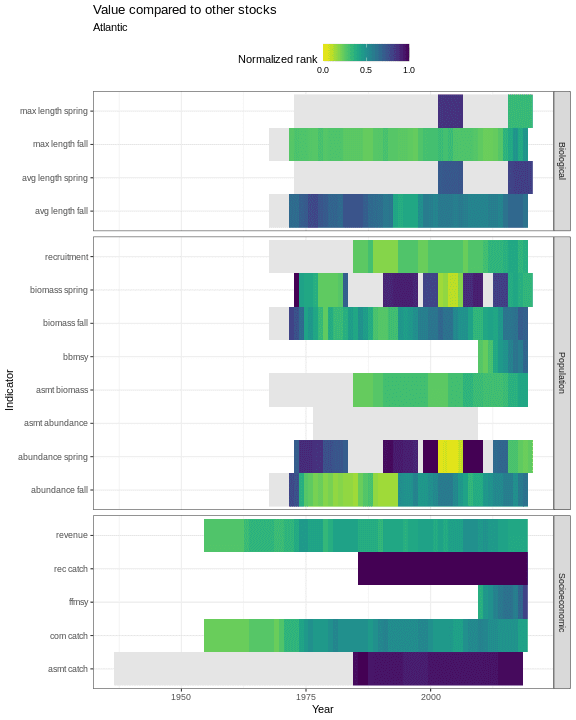 Value compared to other stocks
Atlantic
Normalized rank
0.0 0.5 1.0
max length spring
max length fall
avg length spring
avg length fall
Biological
recruitment
biomass spring
biomass fall
bbmsy
asmt biomass
asmt abundance
abundance spring
abundance fall
Population
revenue
rec catch
ffmsy
com catch
asmt catch
Socioeconomic
Indicator
1950 1975 2000
Year